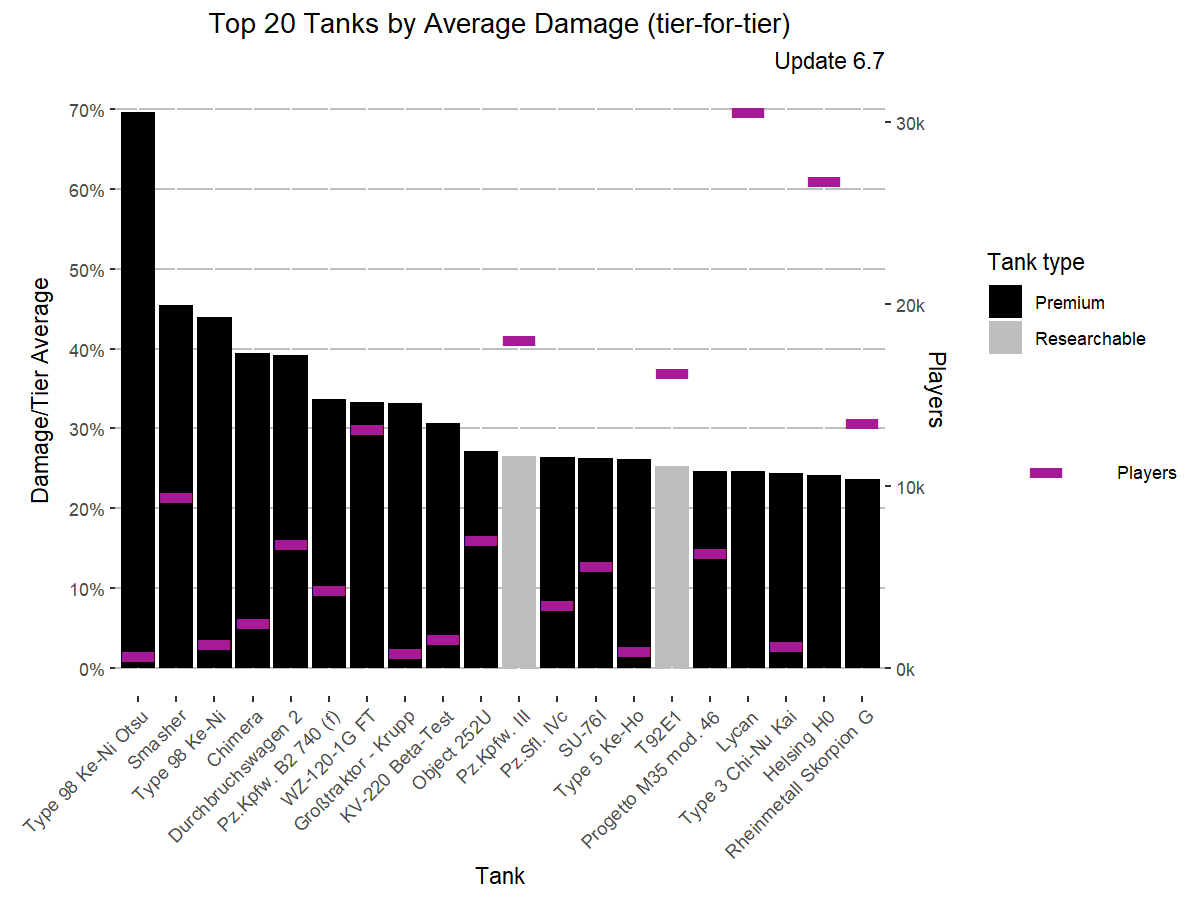 Top 20 Tanks by Average Damage (tier-for-tier)
Update 6.7
70%
60%
50%
40%
30%
20%
10%
0%
Damage/Tier Average
30k
20k
10k
0k
Players
Tank type
Premium
Researchable
Players
Type 98 Ke-Ni Otsu
Smasher
Type 98 Ke-Ni
Chimera
Durchbruchswagen 2
Pz.Kpfw. B2 740 (f)
WZ-120-1G FT
Großtraktor - Krupp
KV-220 Beta-Test
Object 252U
Pz.Kpfw. III
Pz.Sfl. IVc
SU-76I
Type 5 Ke-Ho
T92E1
Progetto M35 mod. 46
Lycan
Type 3 Chi-Nu Kai
Helsing H0
Rheinmetall Skorpion G
Tank